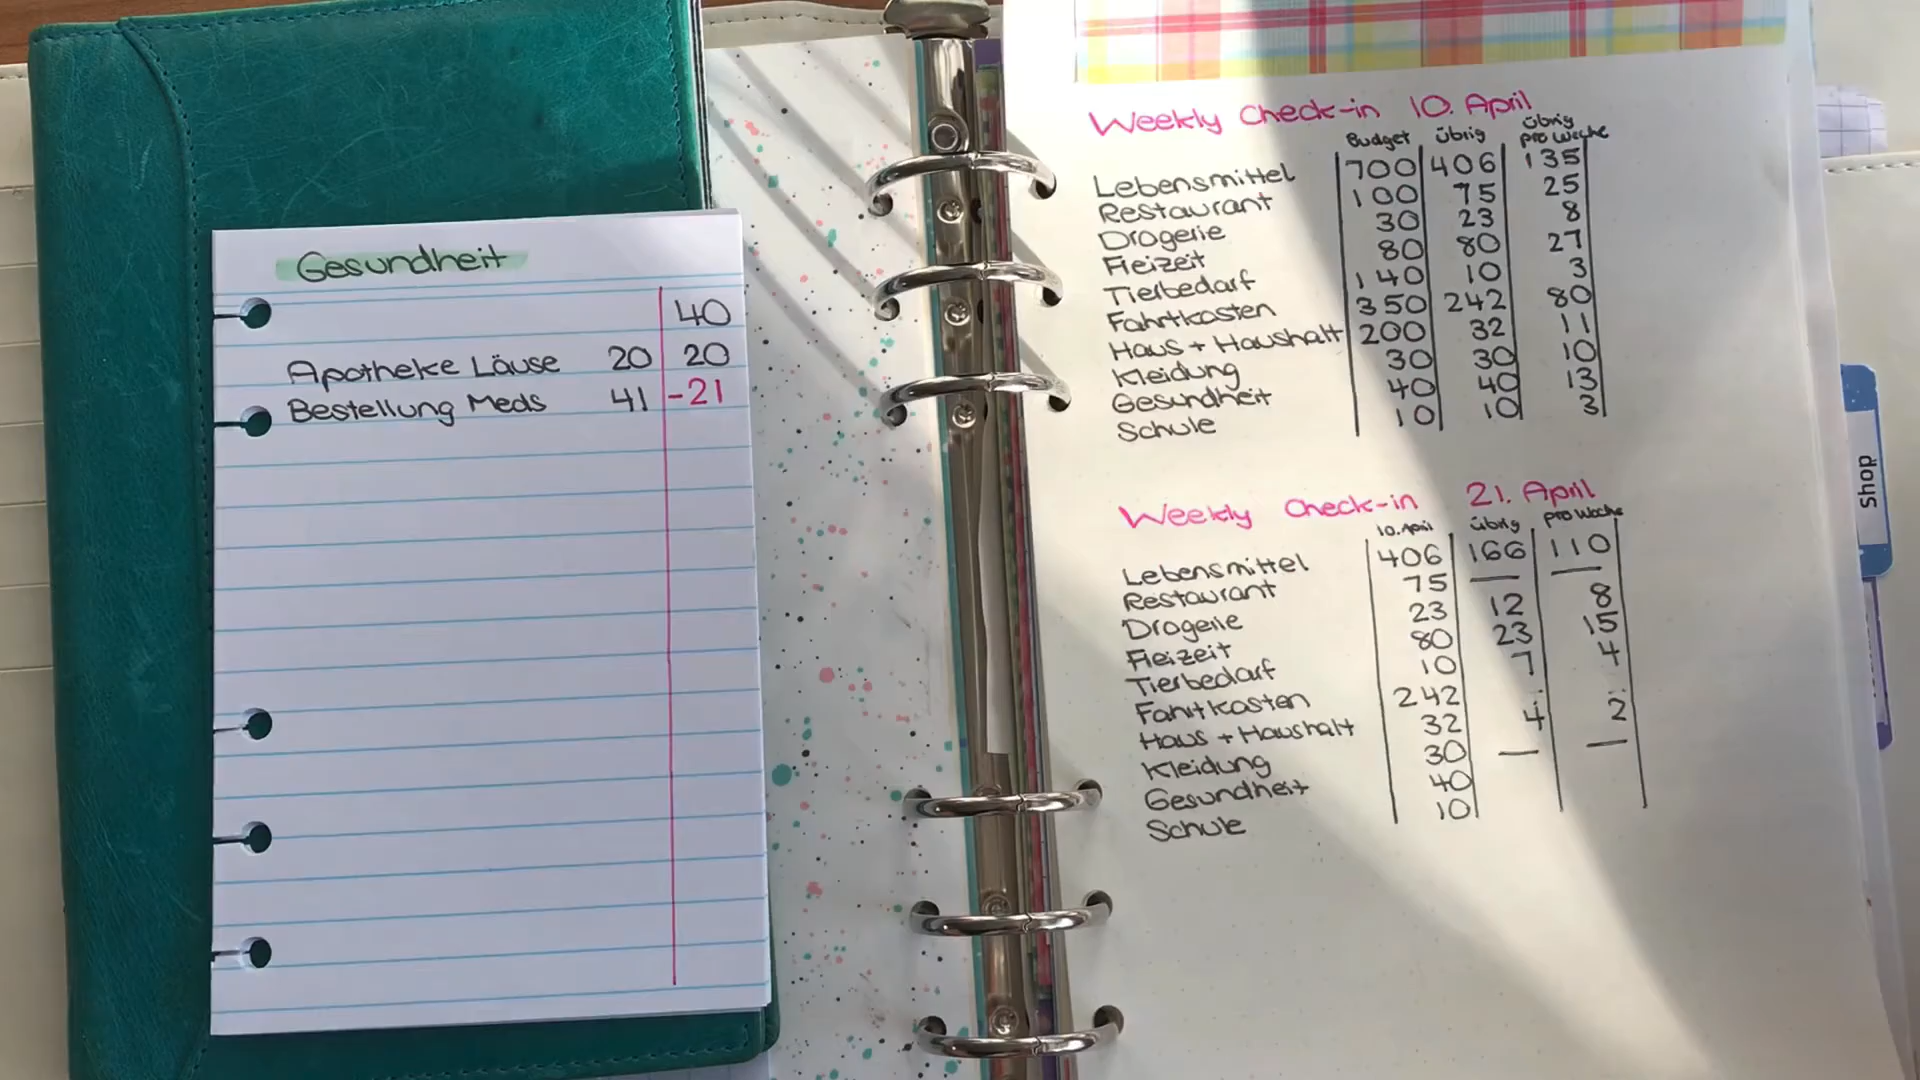 Gesundheit
40
Apotheke Läuse 20 20
Bestellung Meds 41 -21
Weekly Check-in 10. April
Budget übrig übrig pro Woche
Lebensmittel 700 406 135
Restaurant 100 75 25
Drogerie 30 23 8
Freizeit 80 80 27
Tierbedarf 140 10 3
Fahrtkosten 350 242 80
Haus + Haushalt 200 32 11
Kleidung 30 30 10
Gesundheit 40 40 13
Schule 10 10 3
Weekly Check-in 21. April
10. April übrig pro Woche
Lebensmittel 406 166 110
Restaurant 75 — —
Drogerie 23 12 8
Freizeit 80 23 15
Tierbedarf 10 7 4
Fahrtkosten 242
Haus + Haushalt 32 4 2
Kleidung 30 — —
Gesundheit 40
Schule 10
Shop